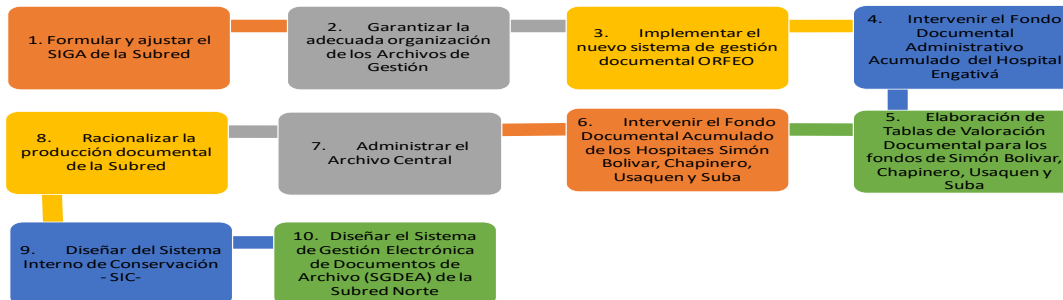 1. Formular y ajustar el
SIGA de la Subred
2. Garantizar la
adecuada organización
de los Archivos de
Gestión
3. Implementar el
nuevo sistema de gestión
documental ORFEO
4. Intervenir el Fondo
Documental
Administrativo
Acumulado del Hospital
Engativá
5. Elaboración de
Tablas de Valoración
Documental para los
fondos de Simón Bolivar,
Chapinero, Usaquen y
Suba
6. Intervenir el Fondo
Documental Acumulado
de los Hospitaes Simón
Bolivar, Chapinero,
Usaquen y Suba
7. Administrar el
Archivo Central
8. Racionalizar la
producción documental
de la Subred
9. Diseñar del Sistema
Interno de Conservación
- SIC-
10. Diseñar el Sistema
de Gestión Electrónica
de Documentos de
Archivo (SGDEA) de la
Subred Norte